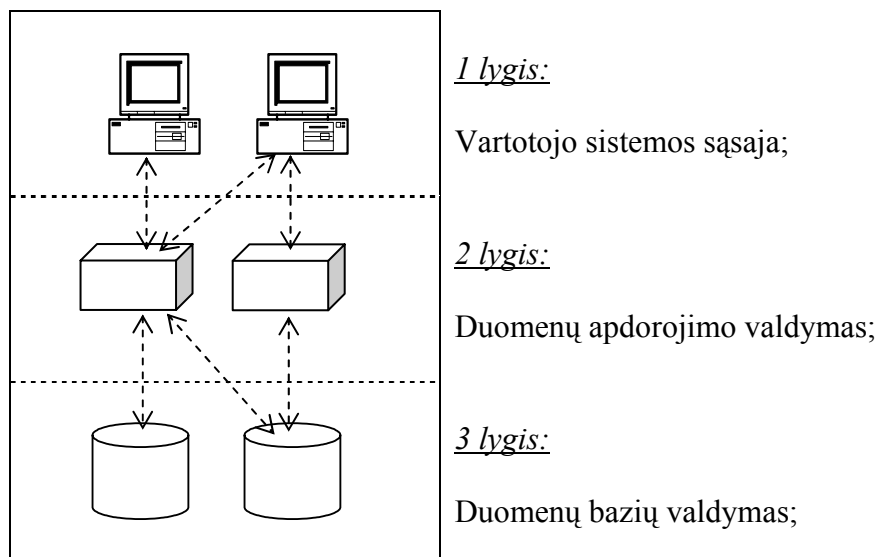 1 lygis:
Vartotojo sistemos sąsaja;
2 lygis:
Duomenų apdorojimo valdymas;
3 lygis:
Duomenų bazių valdymas;